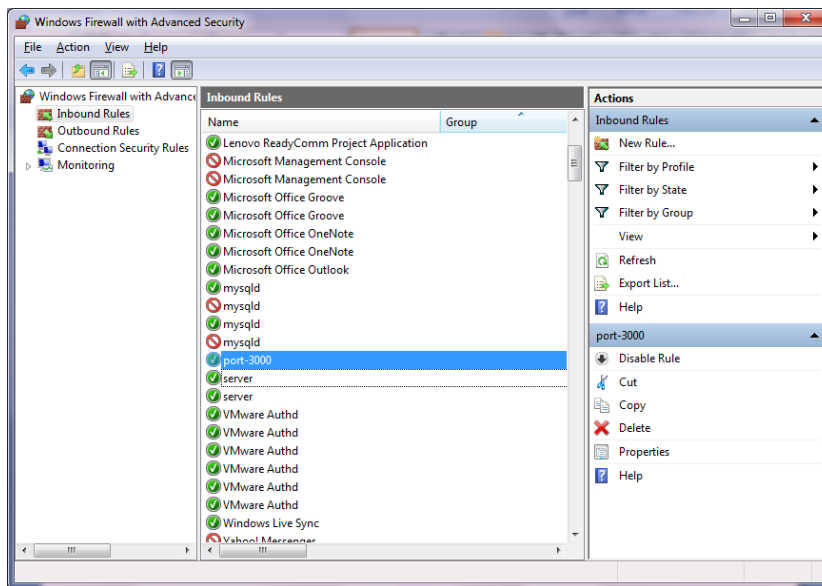 Windows Firewall with Advanced Security
File Action View Help
Windows Firewall with Advance
Inbound Rules
Outbound Rules
Connection Security Rules
Monitoring
Inbound Rules
Name Group
Lenovo ReadyComm Project Application
Microsoft Management Console
Microsoft Management Console
Microsoft Office Groove
Microsoft Office Groove
Microsoft Office OneNote
Microsoft Office OneNote
Microsoft Office Outlook
mysqld
mysqld
mysqld
mysqld
port-3000
server
server
VMware Authd
VMware Authd
VMware Authd
VMware Authd
VMware Authd
VMware Authd
Windows Live Sync
Yahoo! Messenger
Actions
Inbound Rules
New Rule...
Filter by Profile
Filter by State
Filter by Group
View
Refresh
Export List...
Help
port-3000
Disable Rule
Cut
Copy
Delete
Properties
Help